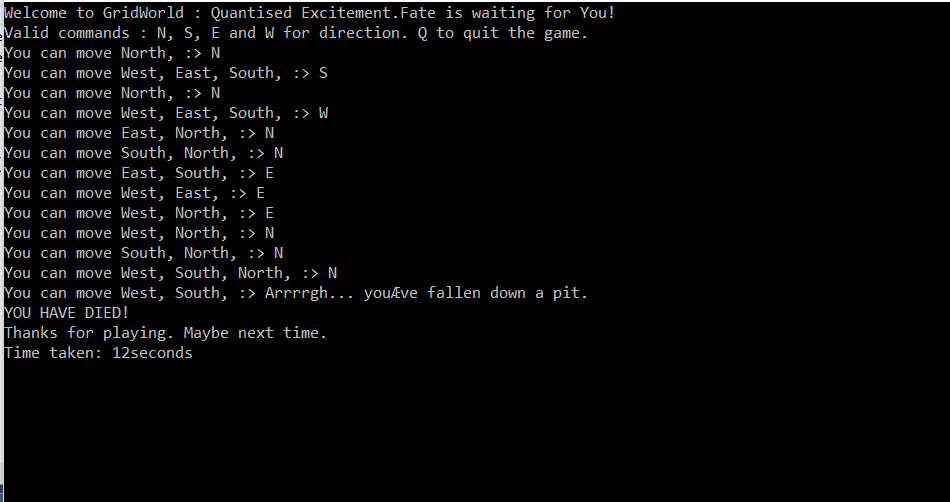 Welcome to GridWorld : Quantised Excitement.Fate is waiting for You!
Valid commands : N, S, E and W for direction. Q to quit the game.
You can move North, :> N
You can move West, East, South, :> S
You can move North, :> N
You can move West, East, South, :> W
You can move East, North, :> N
You can move South, North, :> N
You can move East, South, :> E
You can move West, East, :> E
You can move West, North, :> E
You can move West, North, :> N
You can move South, North, :> N
You can move West, South, North, :> N
You can move West, South, :> Arrrrgh... youÆve fallen down a pit.
YOU HAVE DIED!
Thanks for playing. Maybe next time.
Time taken: 12seconds